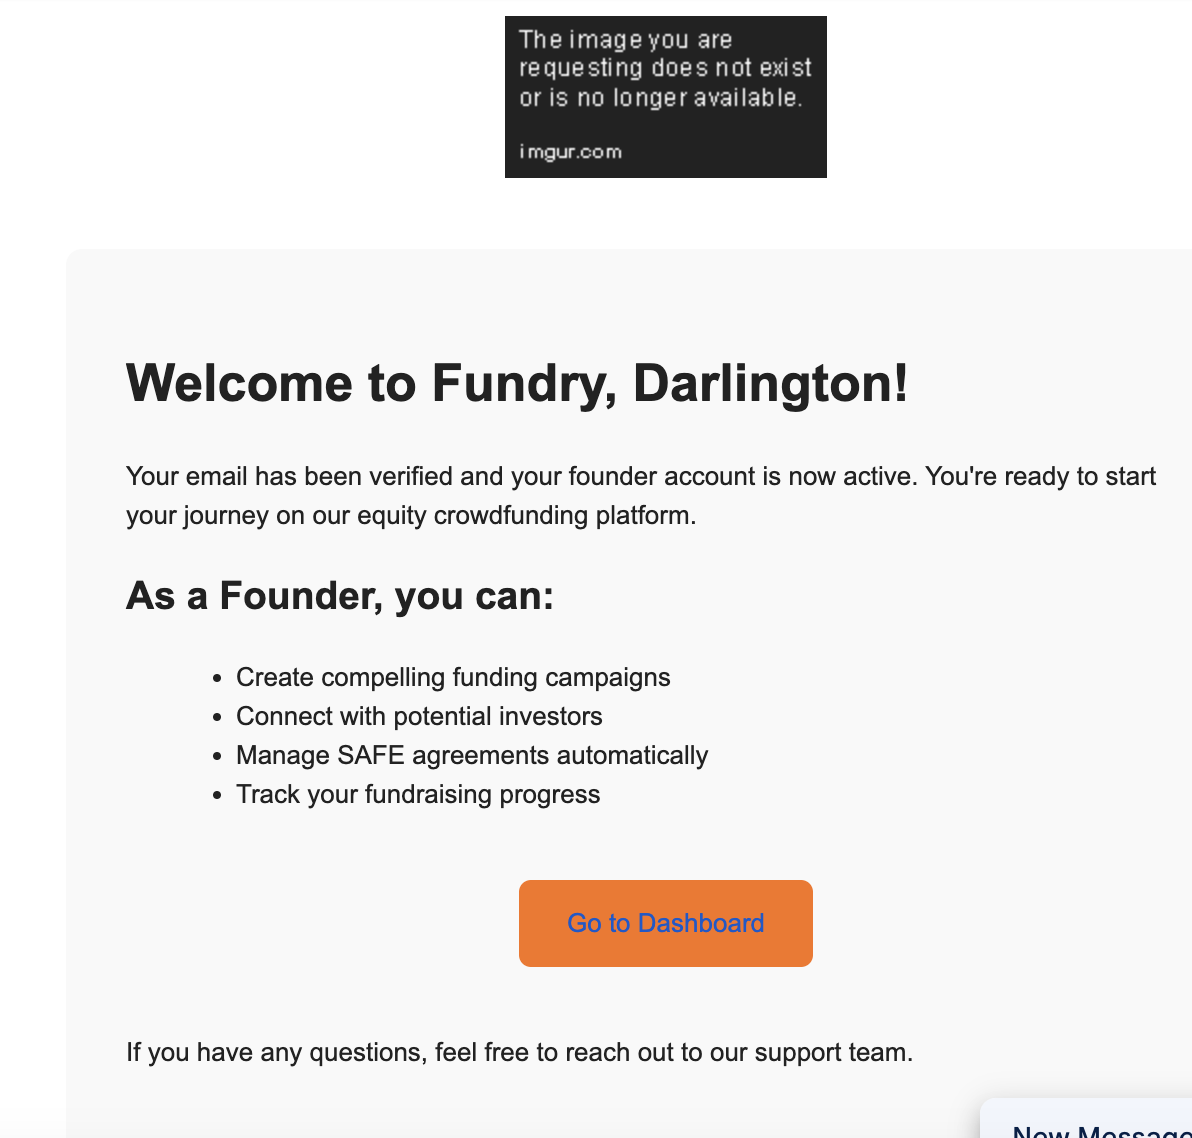 The image you are
requesting does not exist
or is no longer available.
imgur.com
Welcome to Fundry, Darlington!
Your email has been verified and your founder account is now active. You're ready to start
your journey on our equity crowdfunding platform.
As a Founder, you can:
• Create compelling funding campaigns
• Connect with potential investors
• Manage SAFE agreements automatically
• Track your fundraising progress
Go to Dashboard
If you have any questions, feel free to reach out to our support team.
New Message